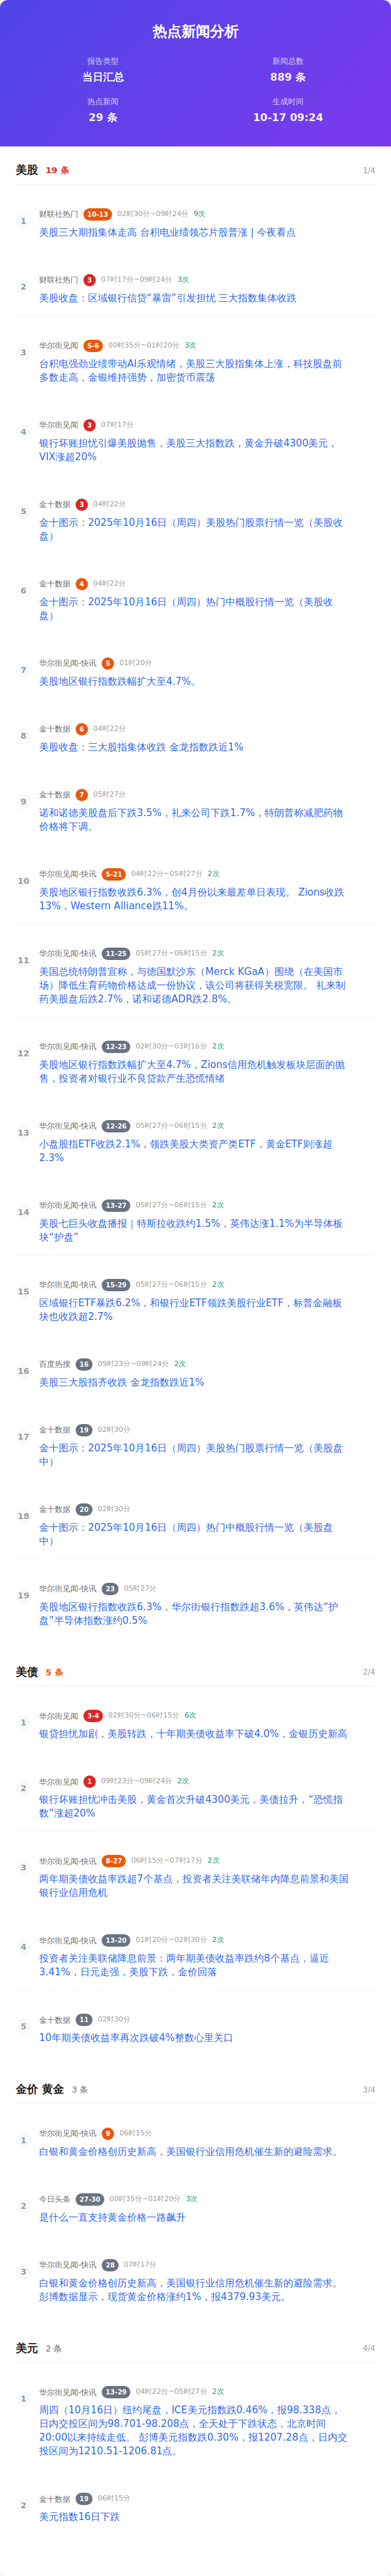 热点新闻分析
报告类型
当日汇总
新闻总数
889 条
热点新闻
29 条
生成时间
10-17 09:24
美股 19 条 1/4
1 财联社热门 10-13 02时30分~09时24分 9次
美股三大期指集体走高 台积电业绩领芯片股普涨 | 今夜看点
2 财联社热门 3 07时17分~09时24分 3次
美股收盘：区域银行信贷“暴雷”引发担忧 三大指数集体收跌
3 华尔街见闻 5-6 00时35分~01时20分 3次
台积电强劲业绩带动AI乐观情绪，美股三大股指集体上涨，科技股盘前
多数走高，金银维持强势，加密货币震荡
4 华尔街见闻 3 07时17分
银行坏账担忧引爆美股抛售，美股三大指数跌，黄金升破4300美元，
VIX涨超20%
5 金十数据 3 04时22分
金十图示：2025年10月16日（周四）美股热门股票行情一览（美股收
盘）
6 金十数据 4 04时22分
金十图示：2025年10月16日（周四）热门中概股行情一览（美股收
盘）
7 华尔街见闻-快讯 5 01时20分
美股地区银行指数跌幅扩大至4.7%。
8 金十数据 6 04时22分
美股收盘：三大股指集体收跌 金龙指数跌近1%
9 金十数据 7 05时27分
诺和诺德美股盘后下跌3.5%，礼来公司下跌1.7%，特朗普称减肥药物
价格将下调。
10 华尔街见闻-快讯 5-21 04时22分~05时27分 2次
美股地区银行指数收跌6.3%，创4月份以来最差单日表现。 Zions收跌
13%，Western Alliance跌11%。
11 华尔街见闻-快讯 11-25 05时27分~06时15分 2次
美国总统特朗普宣称，与德国默沙东（Merck KGaA）围绕（在美国市
场）降低生育药物价格达成一份协议，该公司将获得关税宽限。 礼来制
药美股盘后跌2.7%，诺和诺德ADR跌2.8%。
12 华尔街见闻-快讯 12-23 02时30分~03时16分 2次
美股地区银行指数跌幅扩大至4.7%，Zions信用危机触发板块层面的抛
售，投资者对银行业不良贷款产生恐慌情绪
13 华尔街见闻-快讯 12-26 05时27分~06时15分 2次
小盘股指ETF收跌2.1%，领跌美股大类资产类ETF，黄金ETF则涨超
2.3%
14 华尔街见闻-快讯 13-27 05时27分~06时15分 2次
美股七巨头收盘播报｜特斯拉收跌约1.5%，英伟达涨1.1%为半导体板
块“护盘”
15 华尔街见闻-快讯 15-29 05时27分~06时15分 2次
区域银行ETF暴跌6.2%，和银行业ETF领跌美股行业ETF，标普金融板
块也收跌超2.7%
16 百度热搜 16 09时23分~09时24分 2次
美股三大股指齐收跌 金龙指数跌近1%
17 金十数据 19 02时30分
金十图示：2025年10月16日（周四）美股热门股票行情一览（美股盘
中）
18 金十数据 20 02时30分
金十图示：2025年10月16日（周四）热门中概股行情一览（美股盘
中）
19 华尔街见闻-快讯 23 05时27分
美股地区银行指数收跌6.3%，华尔街银行指数跌超3.6%，英伟达“护
盘”半导体指数涨约0.5%
美债 5 条 2/4
1 华尔街见闻 3-4 02时30分~06时15分 6次
银贷担忧加剧，美股转跌，十年期美债收益率下破4.0%，金银历史新高
2 华尔街见闻 1 09时23分~09时24分 2次
银行坏账担忧冲击美股，黄金首次升破4300美元，美债拉升，“恐慌指
数”涨超20%
3 华尔街见闻-快讯 8-27 06时15分~07时17分 2次
两年期美债收益率跌超7个基点，投资者关注美联储年内降息前景和美国
银行业信用危机
4 华尔街见闻-快讯 13-20 01时20分~02时30分 2次
投资者关注美联储降息前景：两年期美债收益率跌约8个基点，逼近
3.41%，日元走强，美股下跌，金价回落
5 金十数据 11 02时30分
10年期美债收益率再次跌破4%整数心里关口
金价 黄金 3 条 3/4
1 华尔街见闻-快讯 9 06时15分
白银和黄金价格创历史新高，美国银行业信用危机催生新的避险需求。
2 今日头条 27-30 00时35分~01时20分 3次
是什么一直支持黄金价格一路飙升
3 华尔街见闻-快讯 28 07时17分
白银和黄金价格创历史新高，美国银行业信用危机催生新的避险需求。
彭博数据显示，现货黄金价格涨约1%，报4379.93美元。
美元 2 条 4/4
1 华尔街见闻-快讯 13-29 04时22分~05时27分 2次
周四（10月16日）纽约尾盘，ICE美元指数跌0.46%，报98.338点，
日内交投区间为98.701-98.208点，全天处于下跌状态，北京时间
20:00以来持续走低。 彭博美元指数跌0.30%，报1207.28点，日内交
投区间为1210.51-1206.81点。
2 金十数据 19 06时15分
美元指数16日下跌